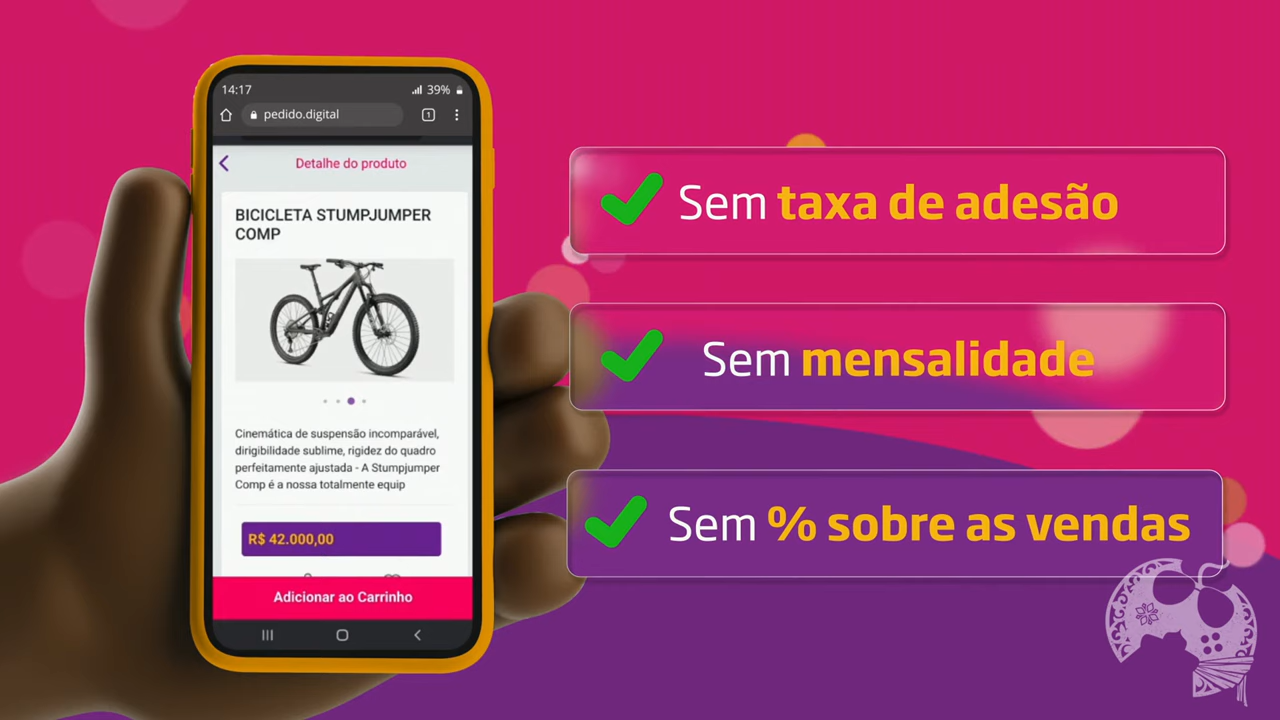 14:17
39%
pedido.digital
1
Detalhe do produto
BICICLETA STUMPJUMPER
COMP
Cinemática de suspensão incomparável,
dirigibilidade sublime, rigidez do quadro
perfeitamente ajustada - A Stumpjumper
Comp é a nossa totalmente equip
R$ 42.000,00
Adicionar ao Carrinho
Sem taxa de adesão
Sem mensalidade
Sem % sobre as vendas